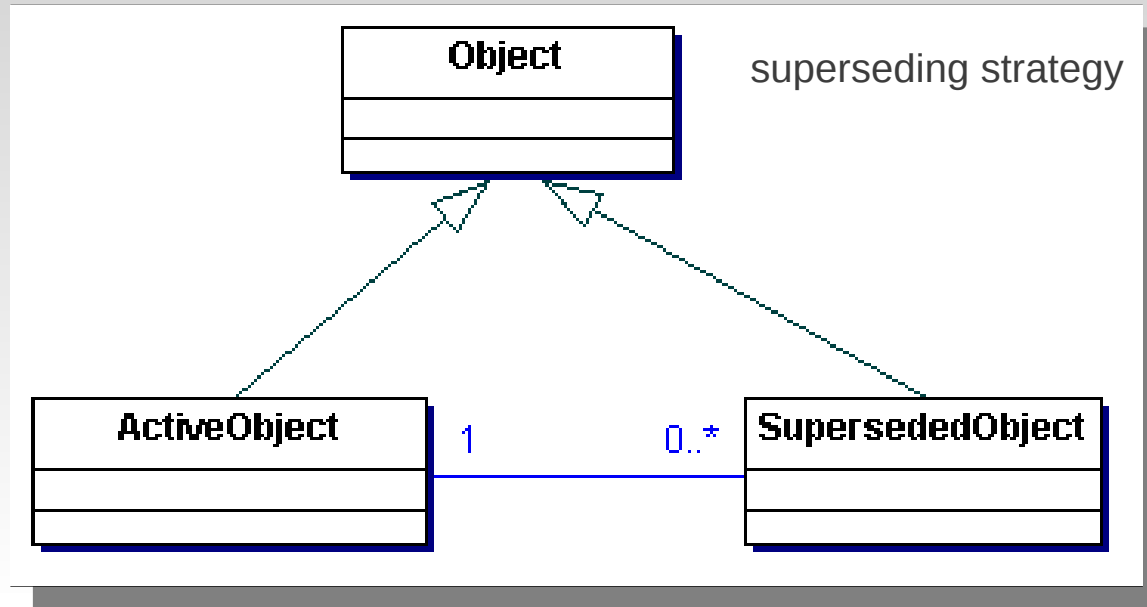 Object
superseding strategy
ActiveObject
1
0..*
SupersededObject